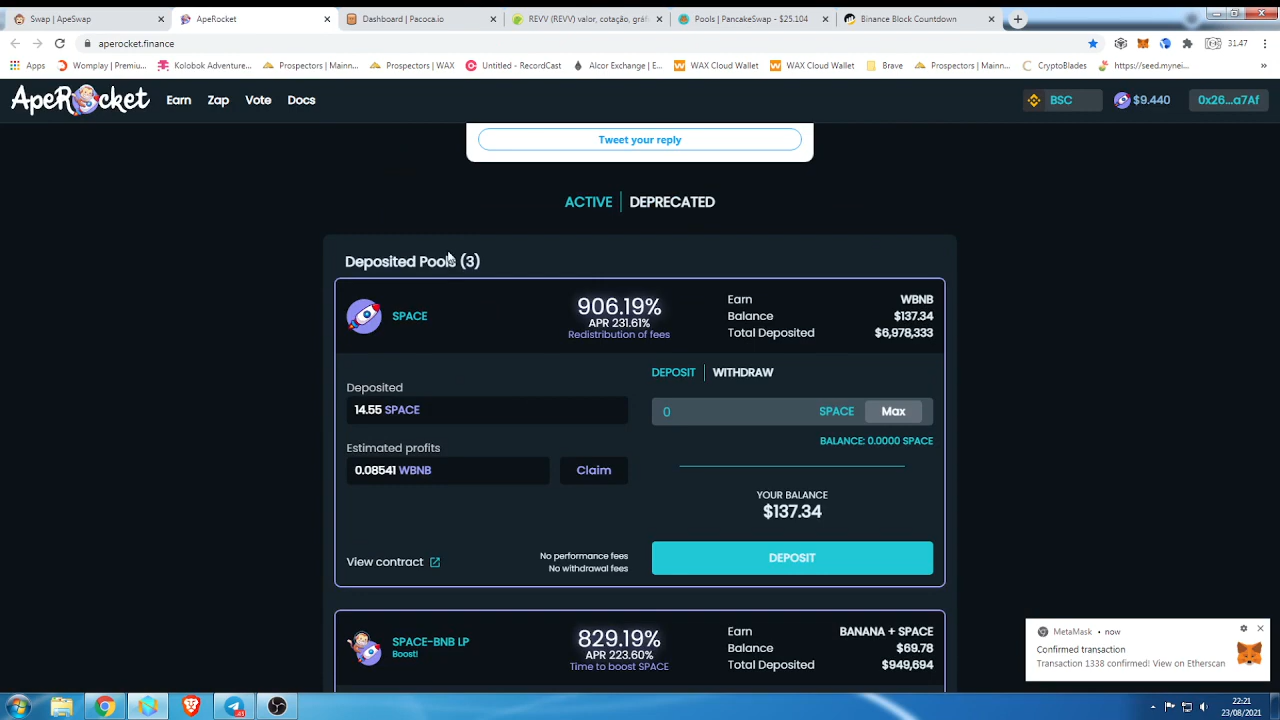 Swap | ApeSwap
ApeRocket
Dashboard | Pacoca.io
REVV (REVV) valor, cotação, gráf
Pools | PancakeSwap - $25.104
Binance Block Countdown
aperocket.finance
31.47
Apps
Womplay | Premiu...
Kolobok Adventure...
Prospectors | Mainn...
Prospectors | WAX
Untitled - RecordCast
Alcor Exchange | E...
WAX Cloud Wallet
WAX Cloud Wallet
Brave
Prospectors | Mainn...
CryptoBlades
https://seed.mynei...
»
ApeRocket
Earn
Zap
Vote
Docs
BSC
$9.440
0x26...a7Af
Tweet your reply
ACTIVE | DEPRECATED
Deposited Pools (3)
SPACE
906.19%
APR 231.61%
Redistribution of fees
Earn WBNB
Balance $137.34
Total Deposited $6,978,333
Deposited
14.55 SPACE
Estimated profits
0.08541 WBNB
Claim
View contract
No performance fees
No withdrawal fees
DEPOSIT | WITHDRAW
0 SPACE Max
BALANCE: 0.0000 SPACE
YOUR BALANCE
$137.34
DEPOSIT
SPACE-BNB LP
Boost!
829.19%
APR 223.60%
Time to boost SPACE
Earn BANANA + SPACE
Balance $69.78
Total Deposited $949,694
MetaMask • now
Confirmed transaction
Transaction 1338 confirmed! View on Etherscan
22:21
23/08/2021